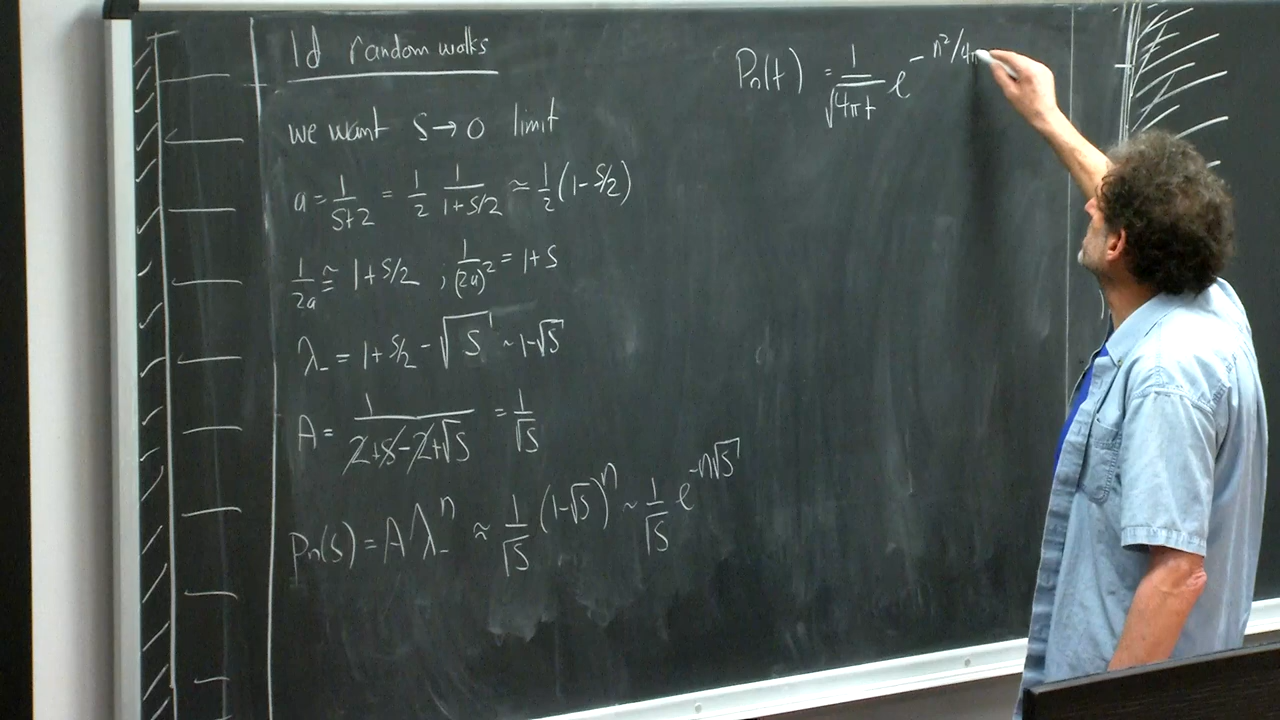 1d random walks
we want s→0 limit
a = 1/(s+2) = 1/2 1/(1+s/2) ≃ 1/2 (1-s/2)
1/2a ≅ 1+s/2 , 1/(2a)² = 1+s
λ₋ = 1+s/2 - √s ~ 1-√s
A = 1/(2+s-2+√s) = 1/√s
Pn(s) = A λ₋ⁿ ≈ 1/√s (1-√s)ⁿ ~ 1/√s e^(-n√s)
Pn(t) = 1/√(4πt) e^(-n²/4